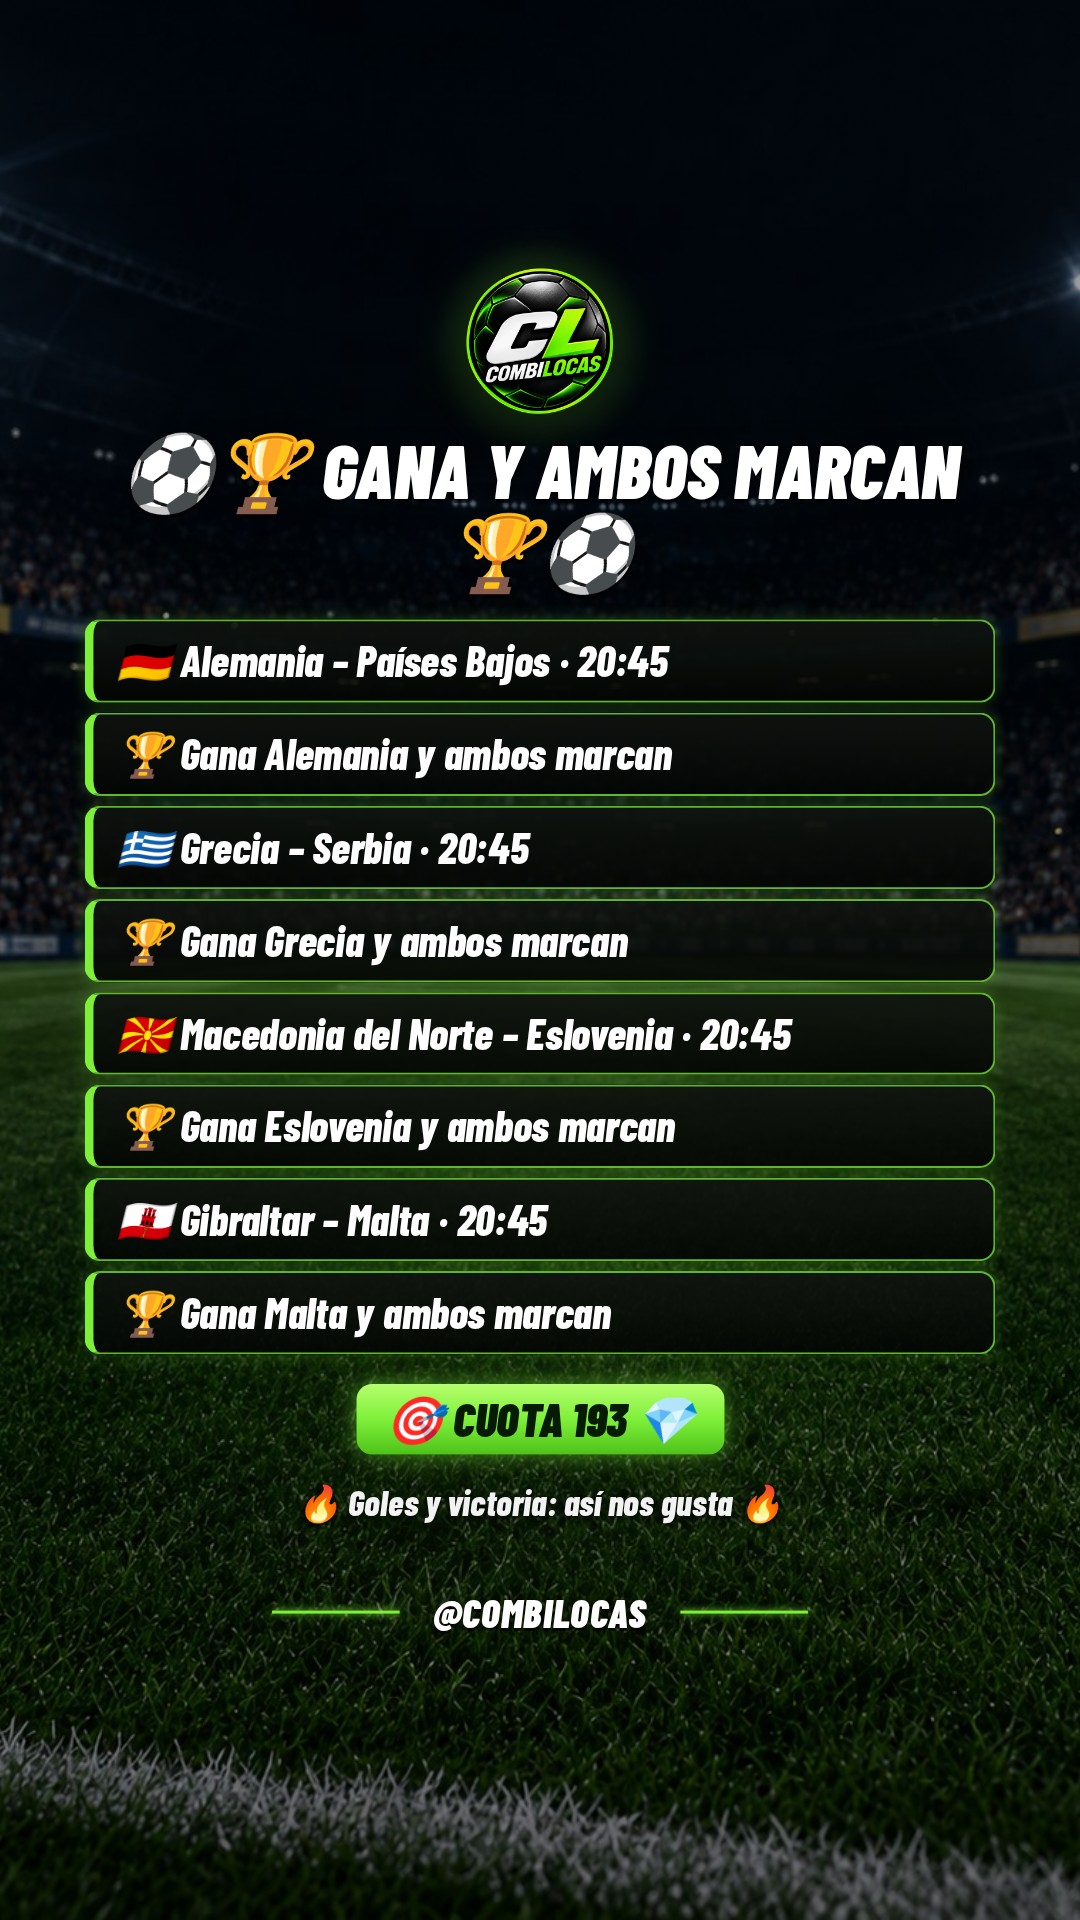 CL
COMBILOCAS
⚽🏆 GANA Y AMBOS MARCAN
🏆⚽
🇩🇪 Alemania – Países Bajos · 20:45
🏆 Gana Alemania y ambos marcan
🇬🇷 Grecia – Serbia · 20:45
🏆 Gana Grecia y ambos marcan
🇲🇰 Macedonia del Norte – Eslovenia · 20:45
🏆 Gana Eslovenia y ambos marcan
🇬🇮 Gibraltar – Malta · 20:45
🏆 Gana Malta y ambos marcan
🎯 CUOTA 193 💎
🔥 Goles y victoria: así nos gusta 🔥
@COMBILOCAS